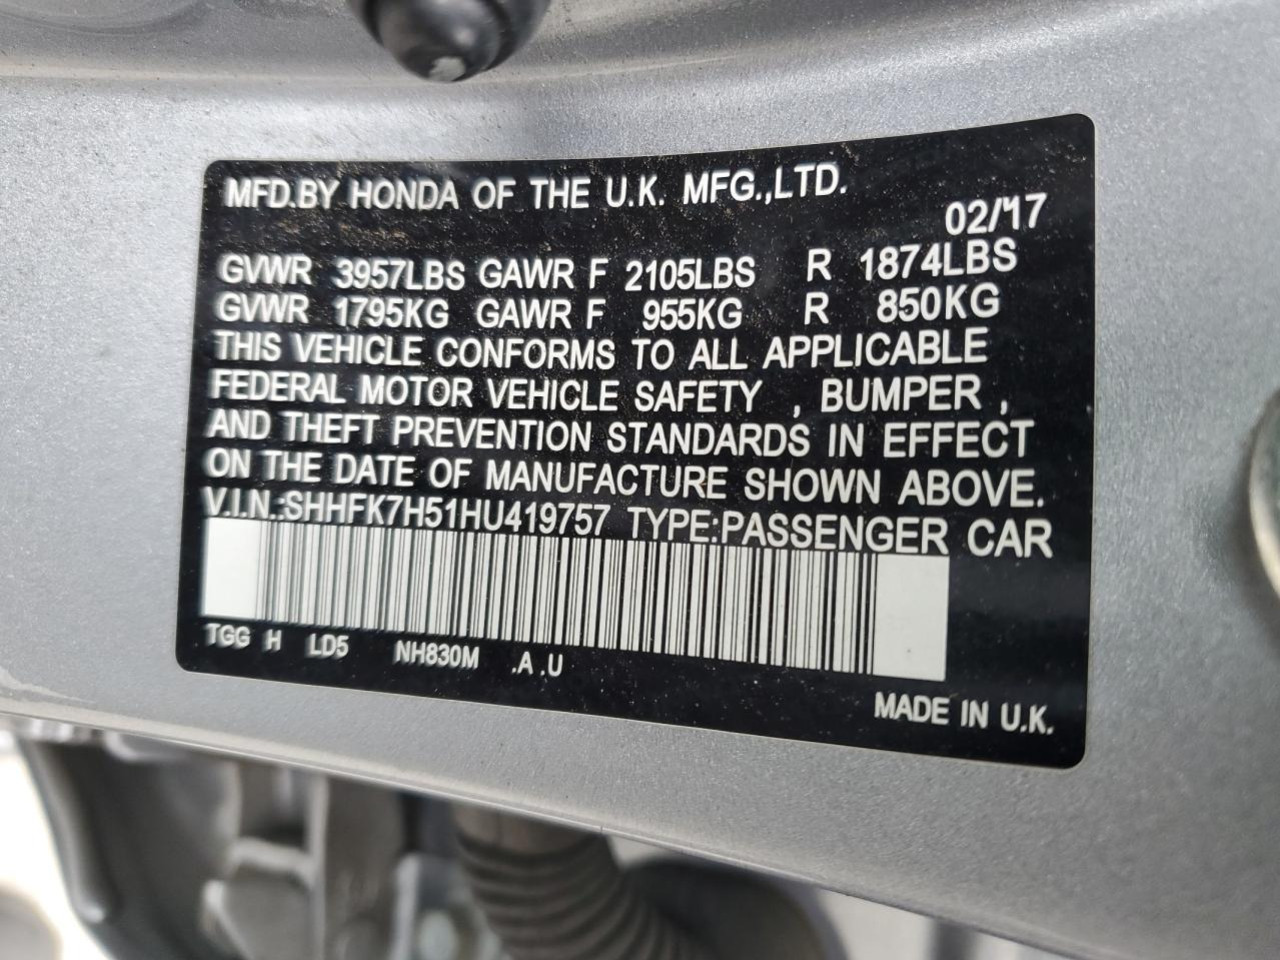 MFD.BY HONDA OF THE U.K. MFG.,LTD.
02/'17
GVWR 3957LBS GAWR F 2105LBS R 1874LBS
GVWR 1795KG GAWR F 955KG R 850KG
THIS VEHICLE CONFORMS TO ALL APPLICABLE
FEDERAL MOTOR VEHICLE SAFETY , BUMPER ,
AND THEFT PREVENTION STANDARDS IN EFFECT
ON THE DATE OF MANUFACTURE SHOWN ABOVE.
V.I.N.:SHHFK7H51HU419757 TYPE:PASSENGER CAR
TGG H LD5 NH830M .A .U
MADE IN U.K.